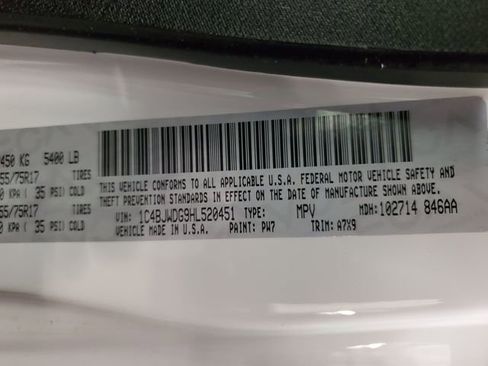 450 KG 5400 LB
55/75R17 TIRES
KPA ( 35 PSI) COLD
55/75R17 TIRES
KPA ( 35 PSI) COLD
THIS VEHICLE CONFORMS TO ALL APPLICABLE U.S.A. FEDERAL MOTOR VEHICLE SAFETY AND
THEFT PREVENTION STANDARDS IN EFFECT ON THE DATE OF MANUFACTURE SHOWN ABOVE.
VIN: 1C4BJWDG9HL520451 TYPE: MPV MDH: 102714 846AA
VEHICLE MADE IN U.S.A. PAINT: PW7 TRIM: A7X9